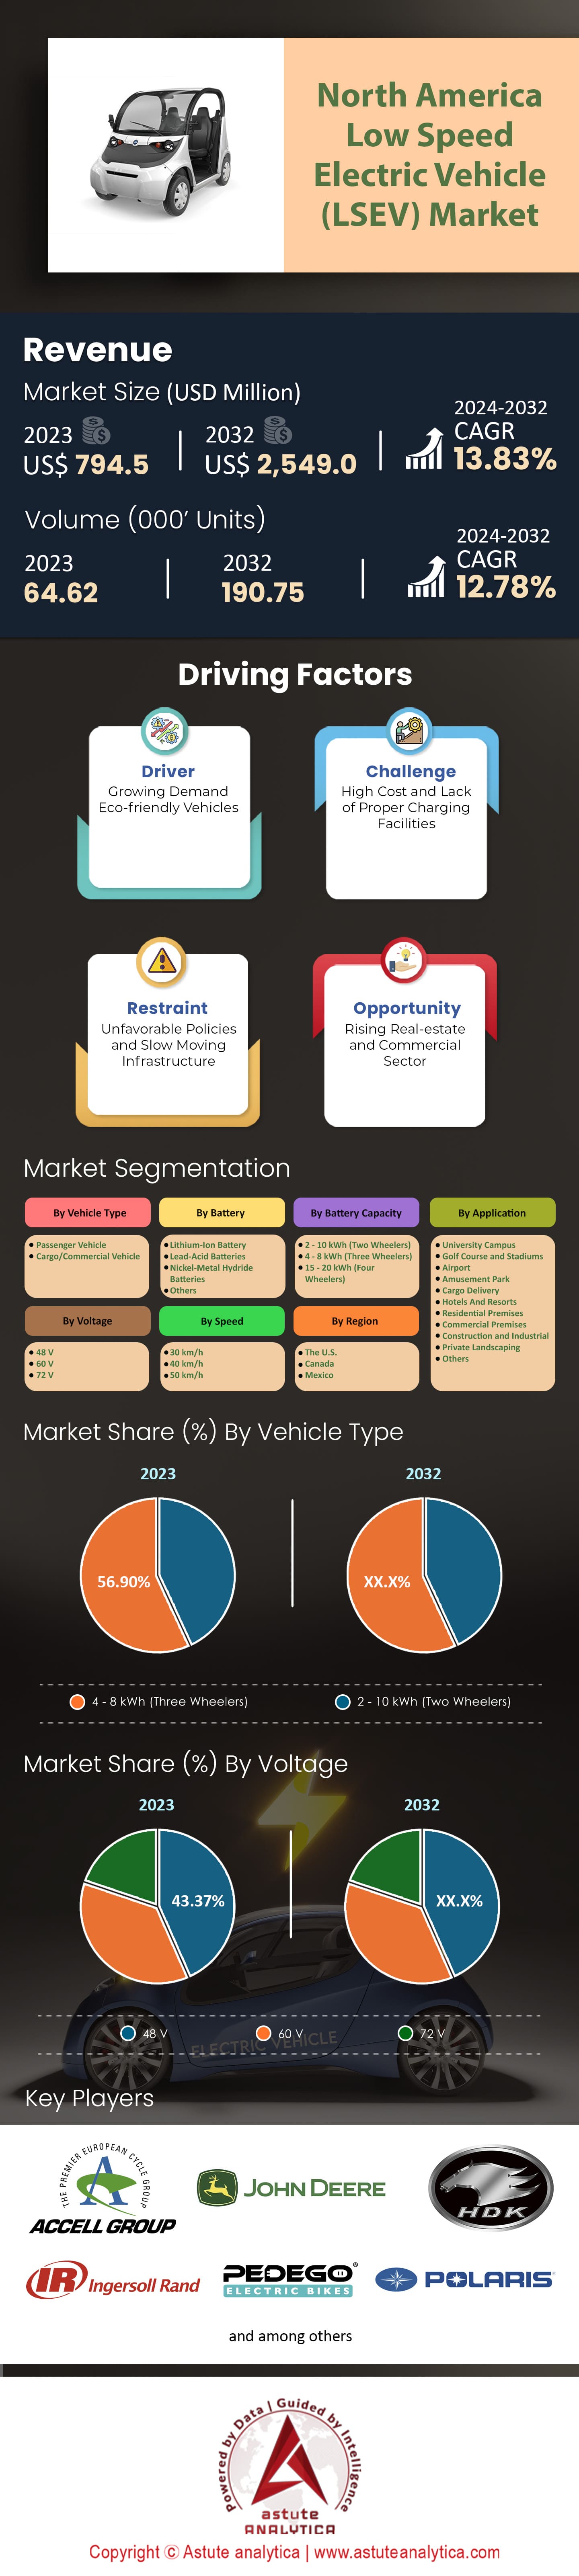 North America
Low Speed
Electric Vehicle
(LSEV) Market
Revenue
Market Size (USD Million)
2023
US$ 794.5
2032
US$ 2,549.0
2024-2032
CAGR
13.83%
Volume (000’ Units)
2023
64.62
2032
190.75
2024-2032
CAGR
12.78%
Driving Factors
Driver
Growing Demand
Eco-friendly Vehicles
Challenge
High Cost and Lack
of Proper Charging
Facilities
Restraint
Unfavorable Policies
and Slow Moving
Infrastructure
Opportunity
Rising Real-estate
and Commercial
Sector
Market Segmentation
By Vehicle Type
Passenger Vehicle
Cargo/Commercial Vehicle
By Battery
Lithium-Ion Battery
Lead-Acid Batteries
Nickel-Metal Hydride
Batteries
Others
By Battery Capacity
2 - 10 kWh (Two Wheelers)
4 - 8 kWh (Three Wheelers)
15 - 20 kWh (Four
Wheelers)
By Application
University Campus
Golf Course and Stadiums
Airport
Amusement Park
Cargo Delivery
Hotels And Resorts
Residential Premises
Commercial Premises
Construction and Industrial
Private Landscaping
Others
By Voltage
48 V
60 V
72 V
By Speed
30 km/h
40 km/h
50 km/h
By Region
The U.S.
Canada
Mexico
Market Share (%) By Vehicle Type
2023
2032
56.90%
XX.X%
4 - 8 kWh (Three Wheelers)
2 - 10 kWh (Two Wheelers)
Market Share (%) By Voltage
2023
2032
43.37%
XX.X%
48 V
60 V
72 V
ELECTRIC VEHICLE
Key Players
THE PREMIER EUROPEAN CYCLE GROUP
A
ACCELL GROUP
JOHN DEERE
HDK
IR Ingersoll Rand
PEDEGO®
ELECTRIC BIKES
POLARIS
and among others
Powered by Data | Guided by Intelligence
astute
ANALYTICA
Copyright © Astute analytica | www.astuteanalytica.com